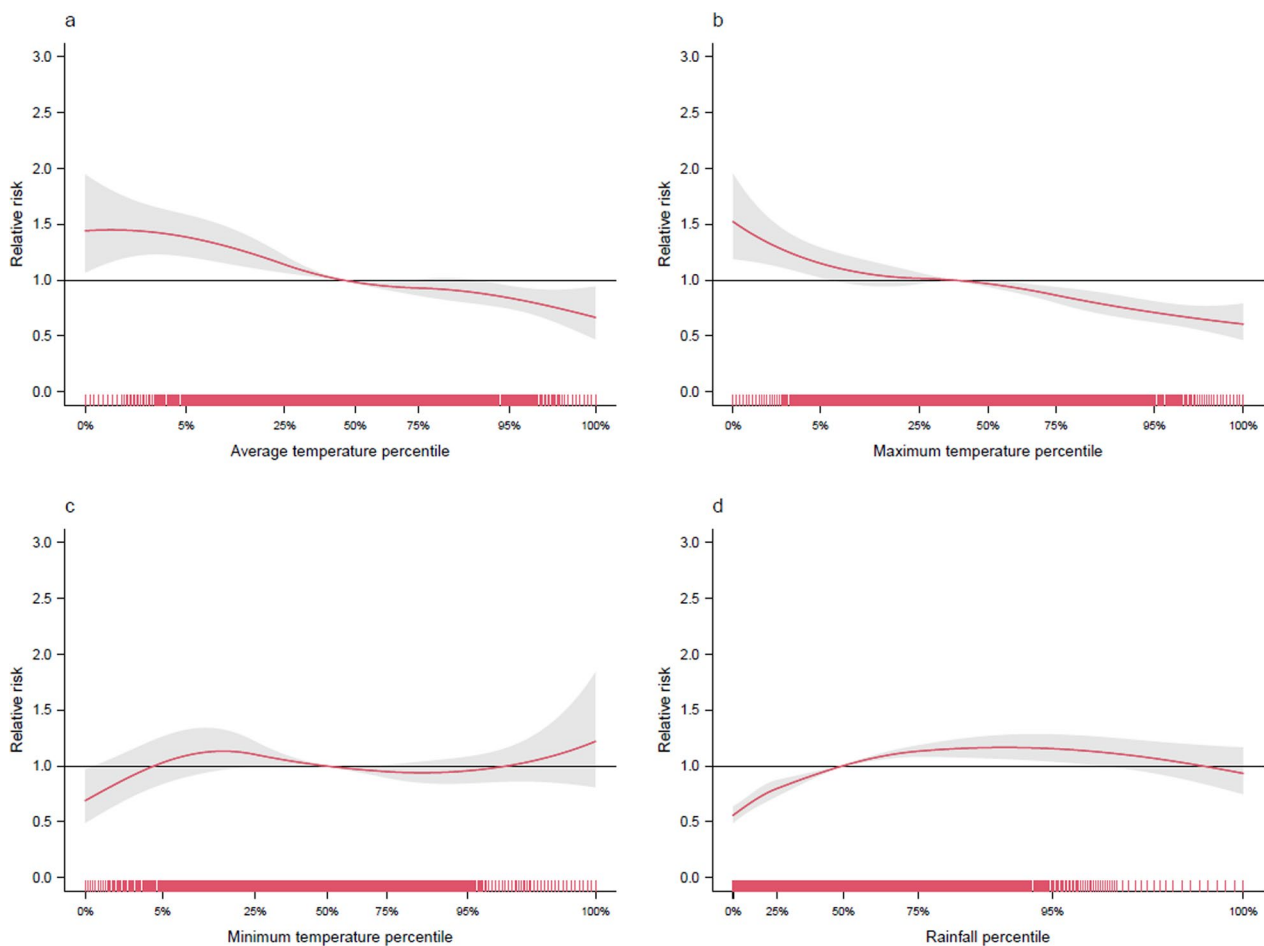 a
3.0
2.5
2.0
1.5
1.0
0.5
0.0
Relative risk
0% 5% 25% 50% 75% 95% 100%
Average temperature percentile
b
3.0
2.5
2.0
1.5
1.0
0.5
0.0
Relative risk
0% 5% 25% 50% 75% 95% 100%
Maximum temperature percentile
c
3.0
2.5
2.0
1.5
1.0
0.5
0.0
Relative risk
0% 5% 25% 50% 75% 95% 100%
Minimum temperature percentile
d
3.0
2.5
2.0
1.5
1.0
0.5
0.0
Relative risk
0% 25% 50% 75% 95% 100%
Rainfall percentile